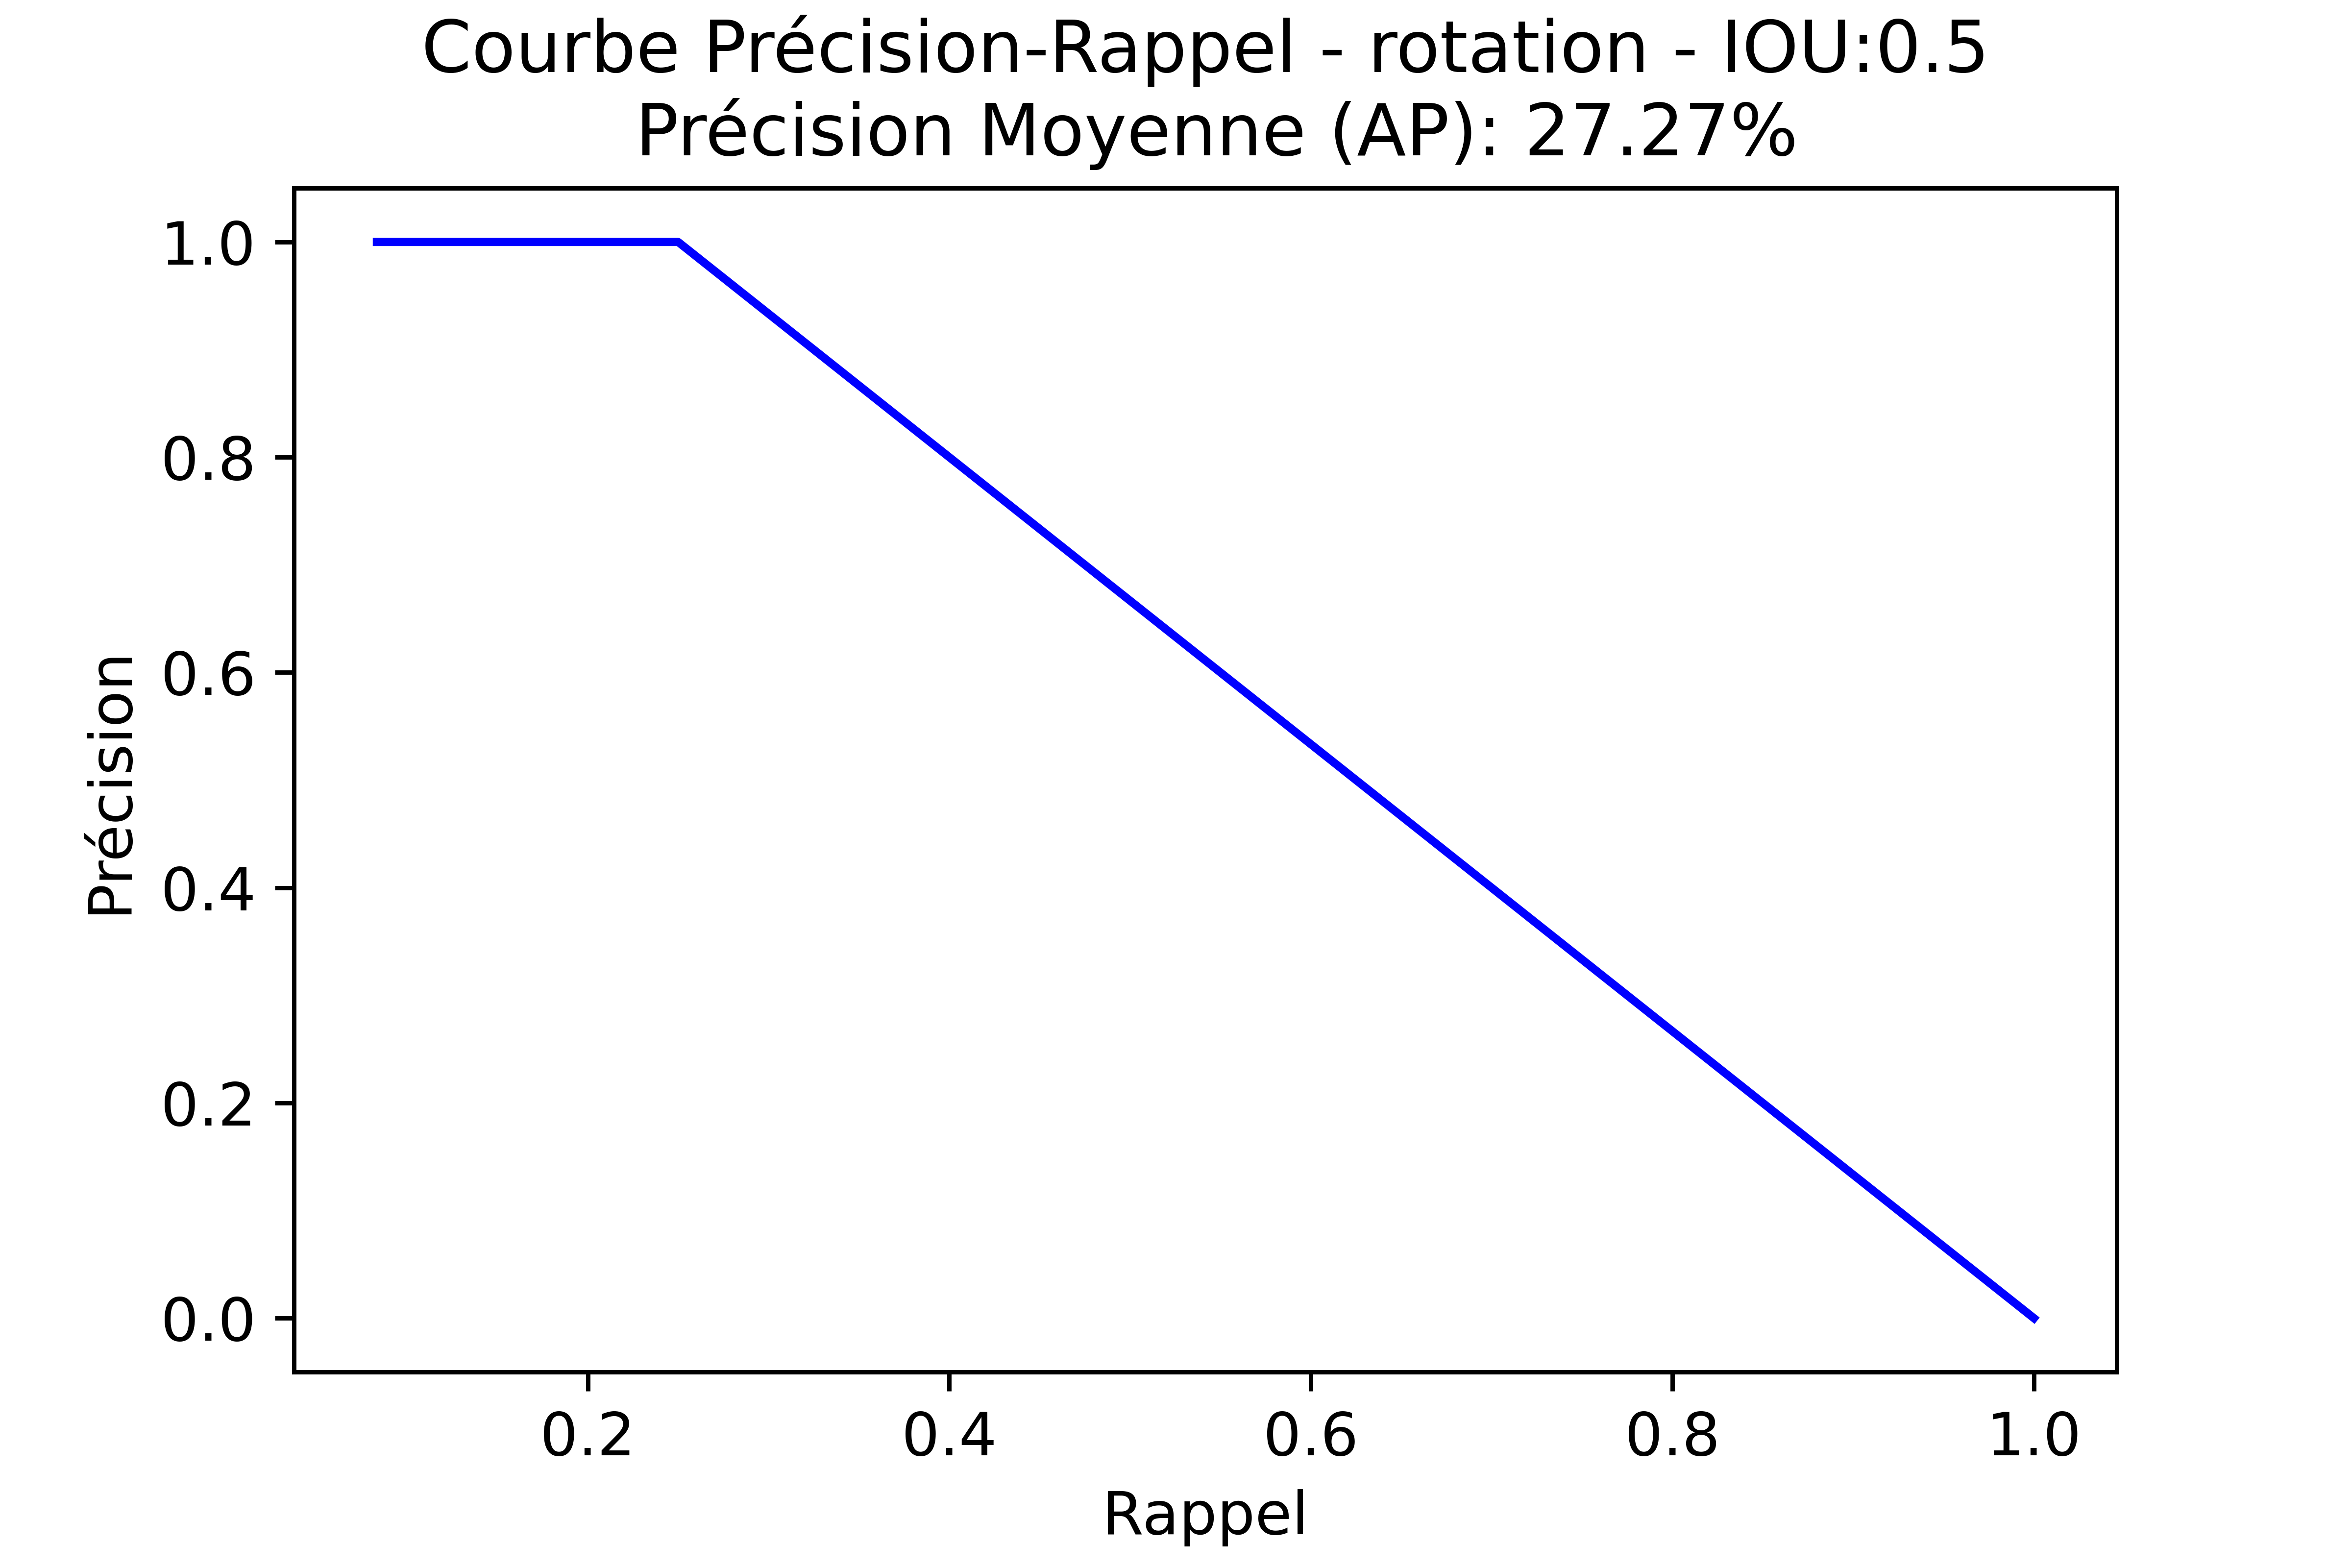 Courbe Précision-Rappel - rotation - IOU:0.5
Précision Moyenne (AP): 27.27%
1.0
0.8
0.6
0.4
0.2
0.0
Précision
0.2 0.4 0.6 0.8 1.0
Rappel